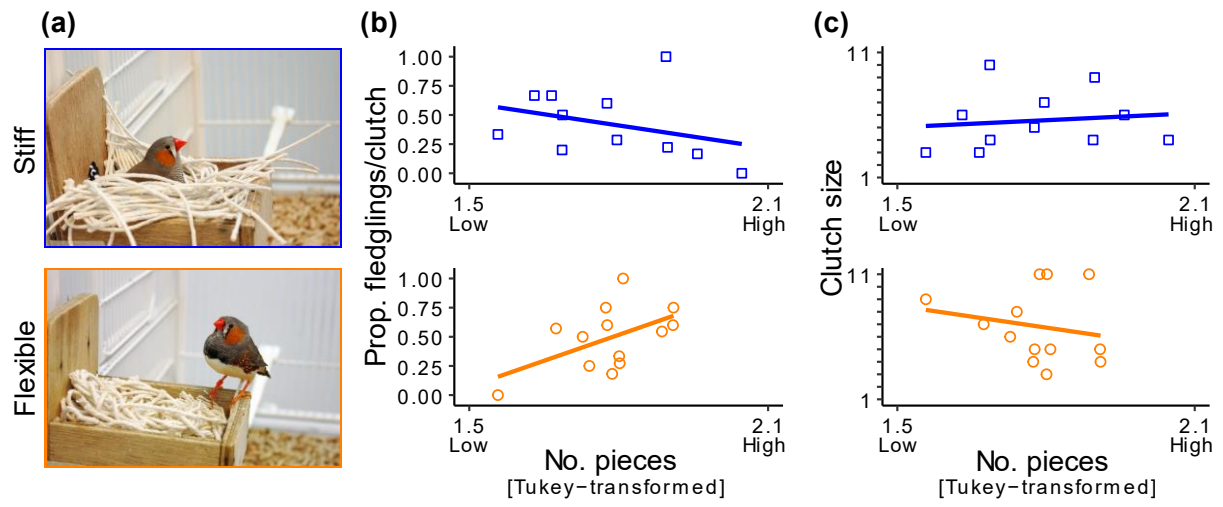 (a)
(b)
(c)
Stiff
Flexible
Prop. fledglings/clutch
1.00
0.75
0.50
0.25
0.00
1.5
2.1
Low
High
1.00
0.75
0.50
0.25
0.00
1.5
2.1
Low
High
No. pieces
[Tukey−transformed]
Clutch size
11
1
1.5
2.1
Low
High
11
1
1.5
2.1
Low
High
No. pieces
[Tukey−transformed]